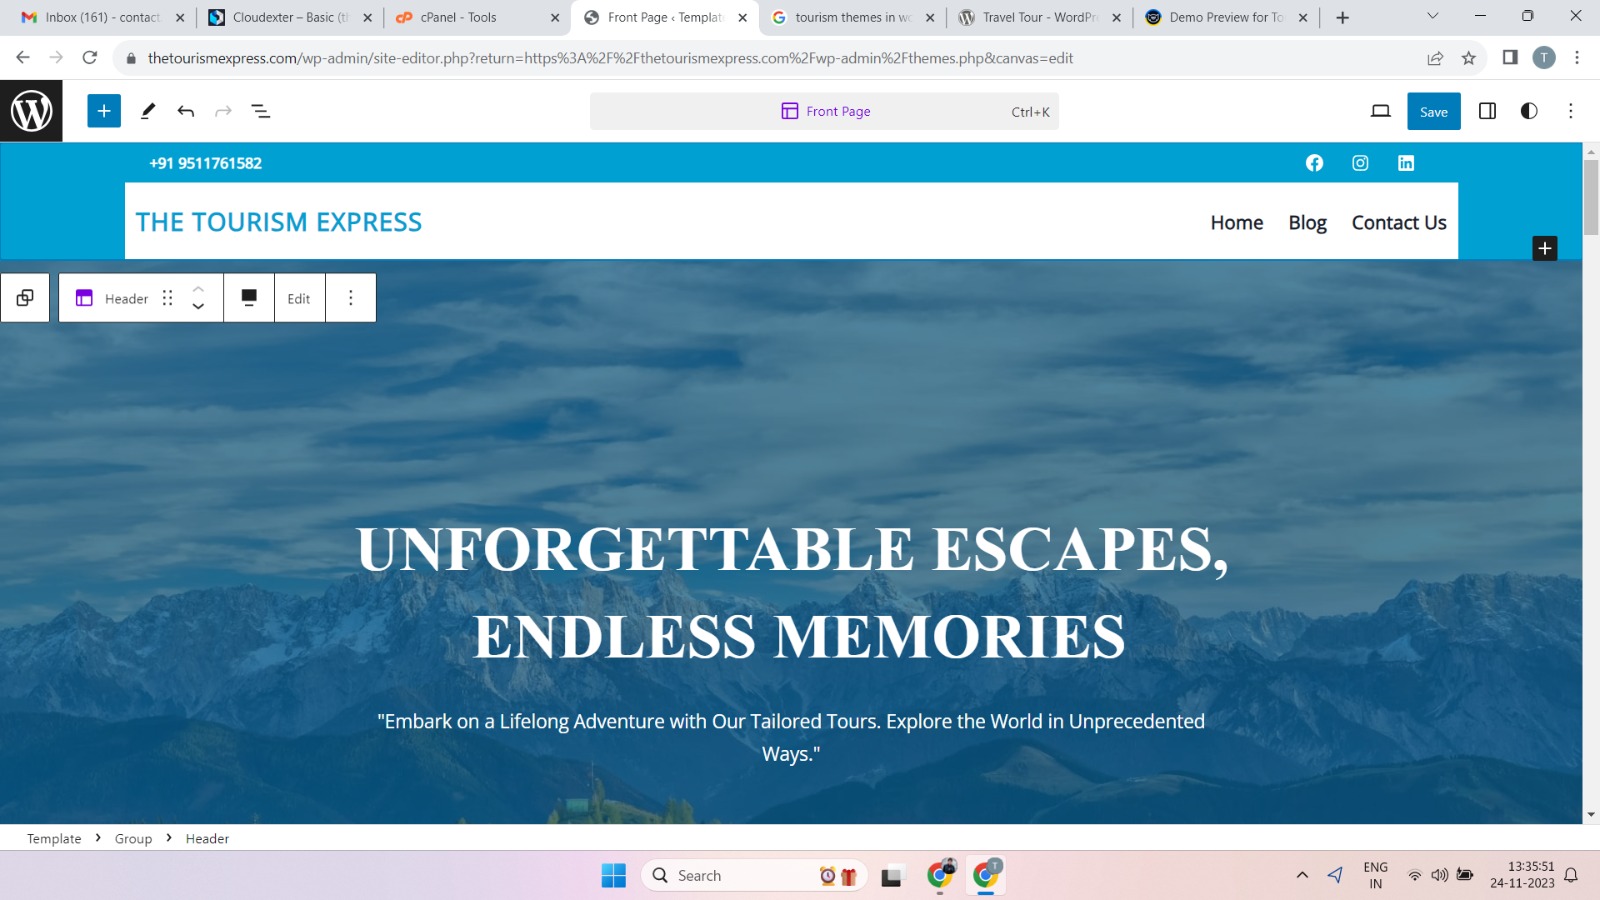 Inbox (161) - contact.
Cloudexter – Basic (th
cPanel - Tools
Front Page ‹ Templat
tourism themes in wo
Travel Tour - WordPr
Demo Preview for To
thetourismexpress.com/wp-admin/site-editor.php?return=https%3A%2F%2Fthetourismexpress.com%2Fwp-admin%2Fthemes.php&canvas=edit
T
Front Page
Ctrl+K
Save
+91 9511761582
THE TOURISM EXPRESS
Home Blog Contact Us
Header
Edit
UNFORGETTABLE ESCAPES,
ENDLESS MEMORIES
"Embark on a Lifelong Adventure with Our Tailored Tours. Explore the World in Unprecedented
Ways."
Template > Group > Header
Search
T
ENG
IN
13:35:51
24-11-2023